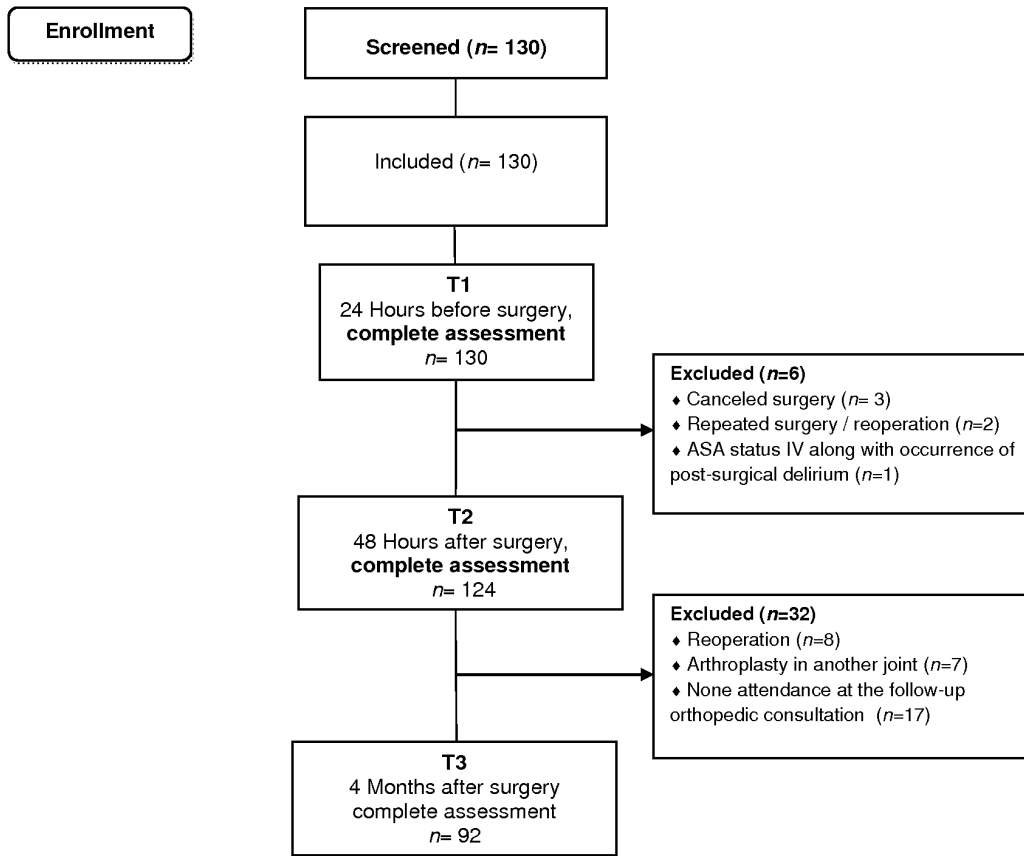 Enrollment
Screened (n= 130)
Included (n= 130)
T1
24 Hours before surgery,
complete assessment
n= 130
Excluded (n=6)
♦ Canceled surgery (n= 3)
♦ Repeated surgery / reoperation (n=2)
♦ ASA status IV along with occurrence of
post-surgical delirium (n=1)
T2
48 Hours after surgery,
complete assessment
n= 124
Excluded (n=32)
♦ Reoperation (n=8)
♦ Arthroplasty in another joint (n=7)
♦ None attendance at the follow-up
orthopedic consultation (n=17)
T3
4 Months after surgery
complete assessment
n= 92